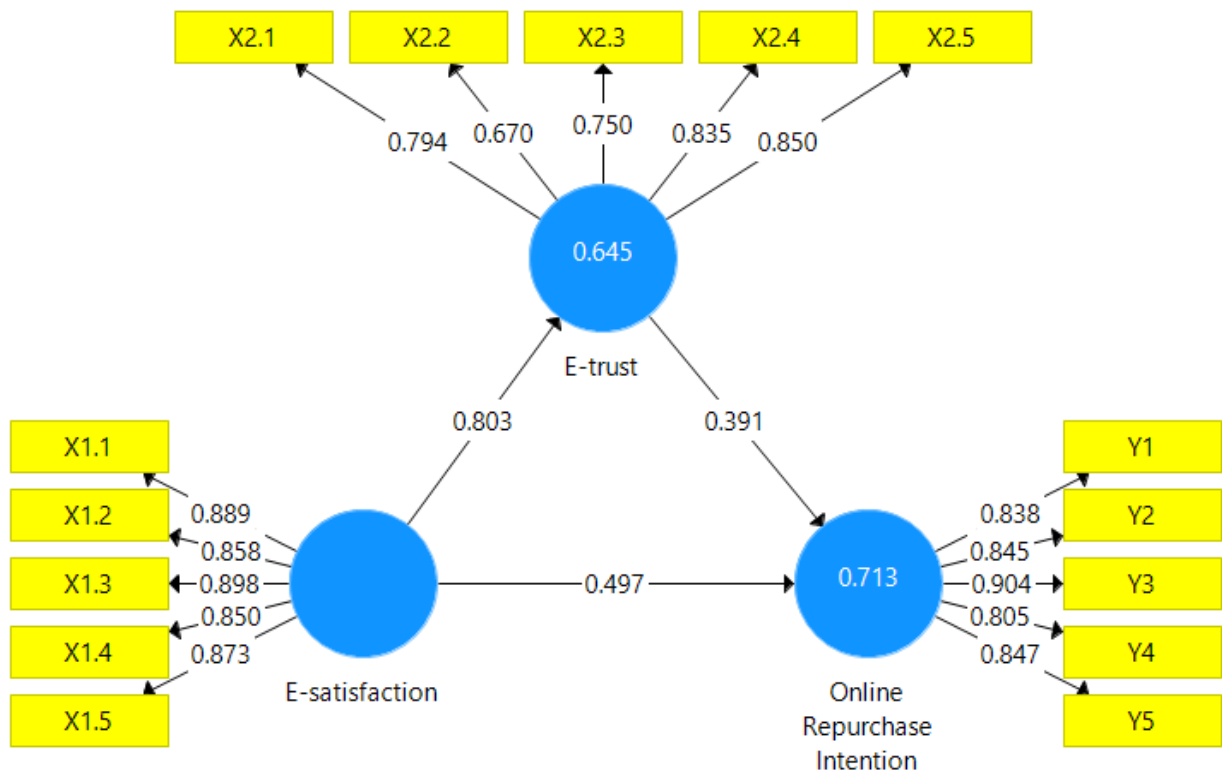 X2.1
X2.2
X2.3
X2.4
X2.5
0.794
0.670
0.750
0.835
0.850
0.645
E-trust
0.803
0.391
X1.1
X1.2
X1.3
X1.4
X1.5
0.889
0.858
0.898
0.850
0.873
E-satisfaction
0.497
0.713
Online
Repurchase
Intention
0.838
0.845
0.904
0.805
0.847
Y1
Y2
Y3
Y4
Y5